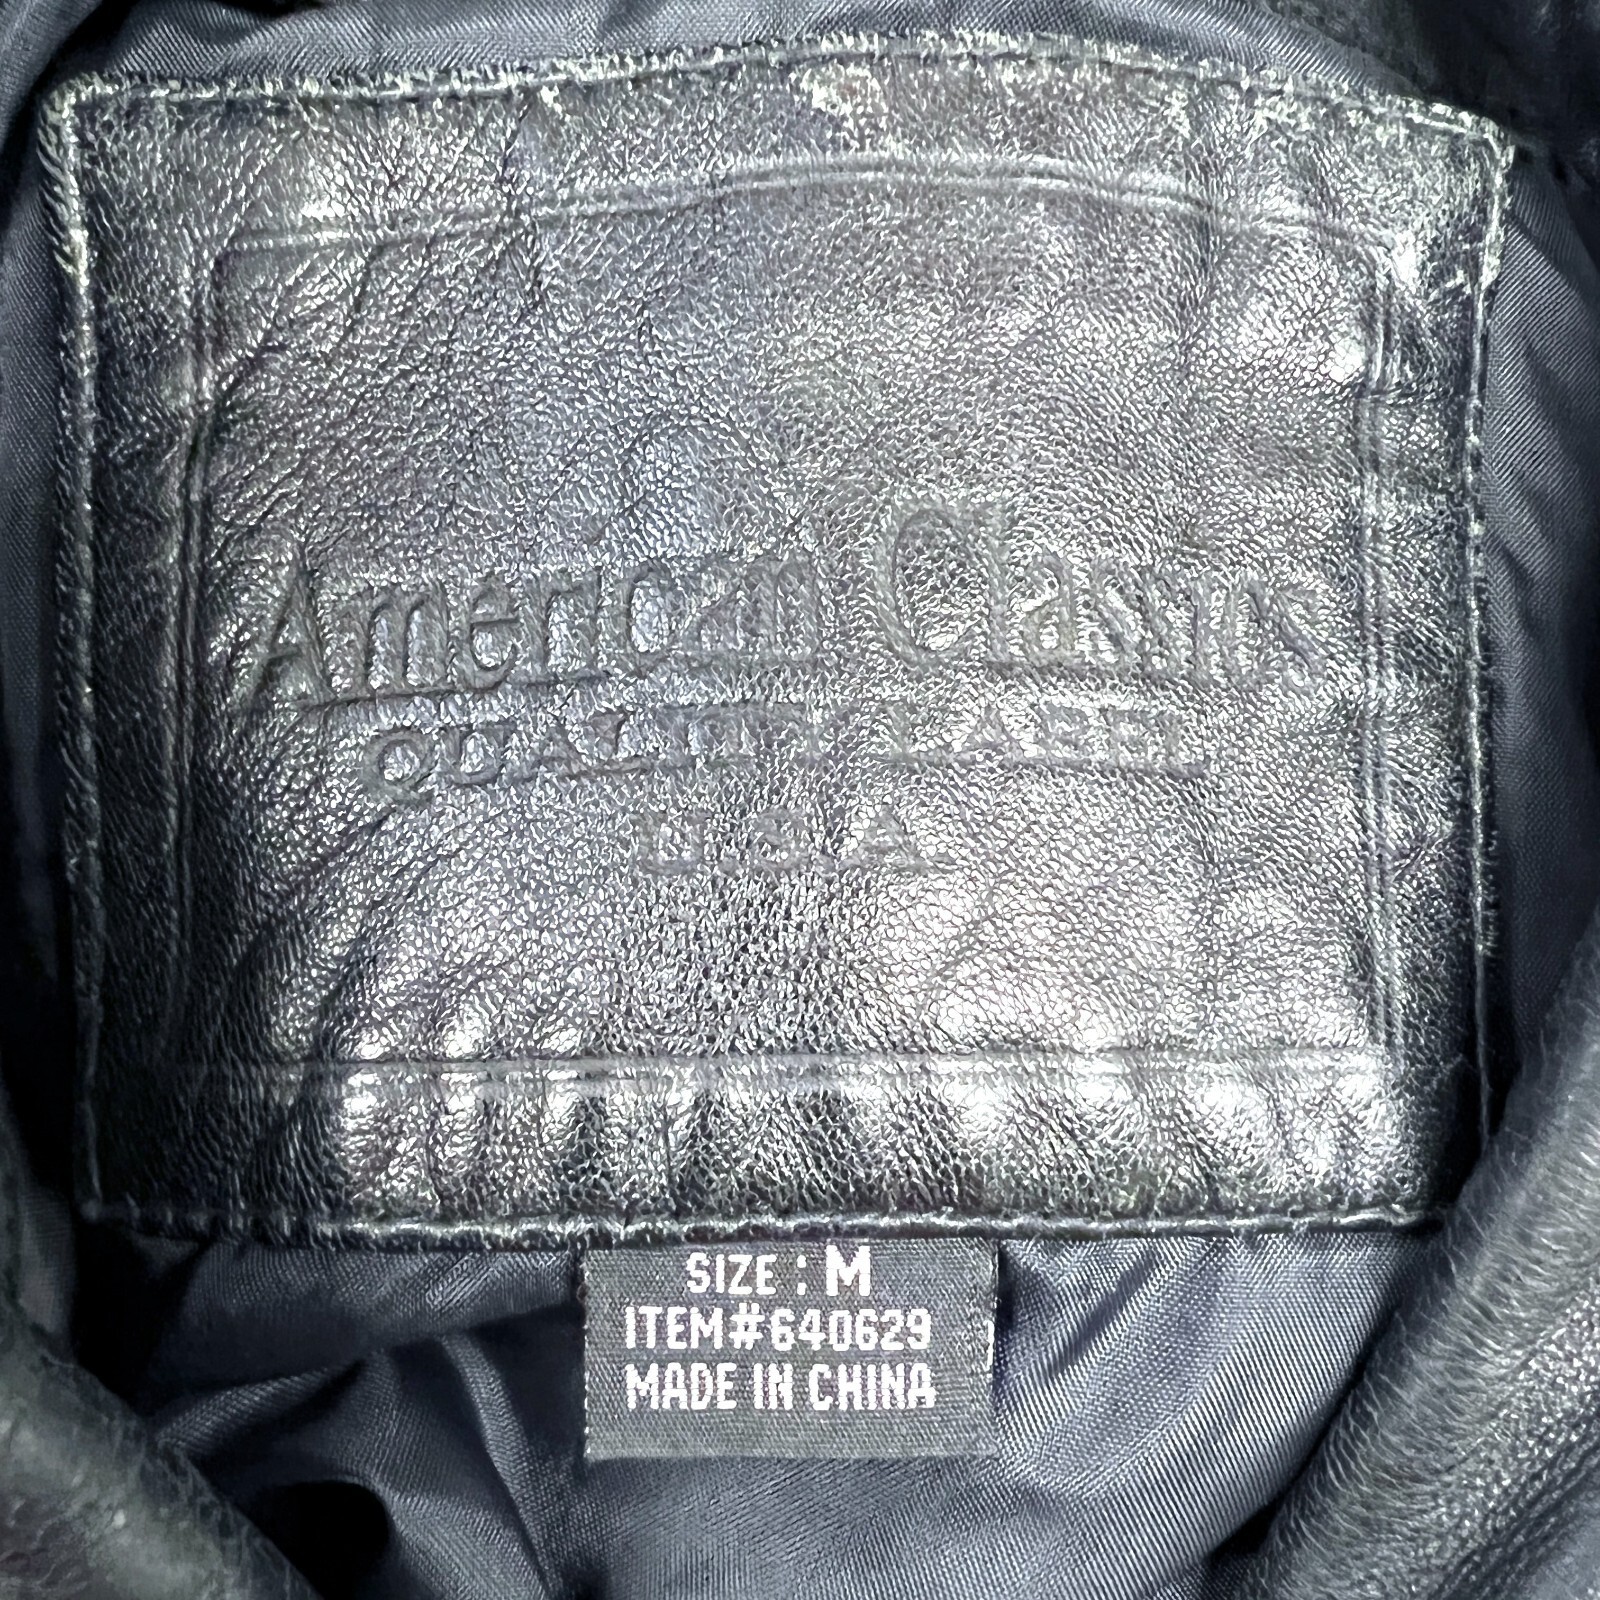 American Classics
QUALITY LABEL
U.S.A.
SIZE : M
ITEM#640629
MADE IN CHINA